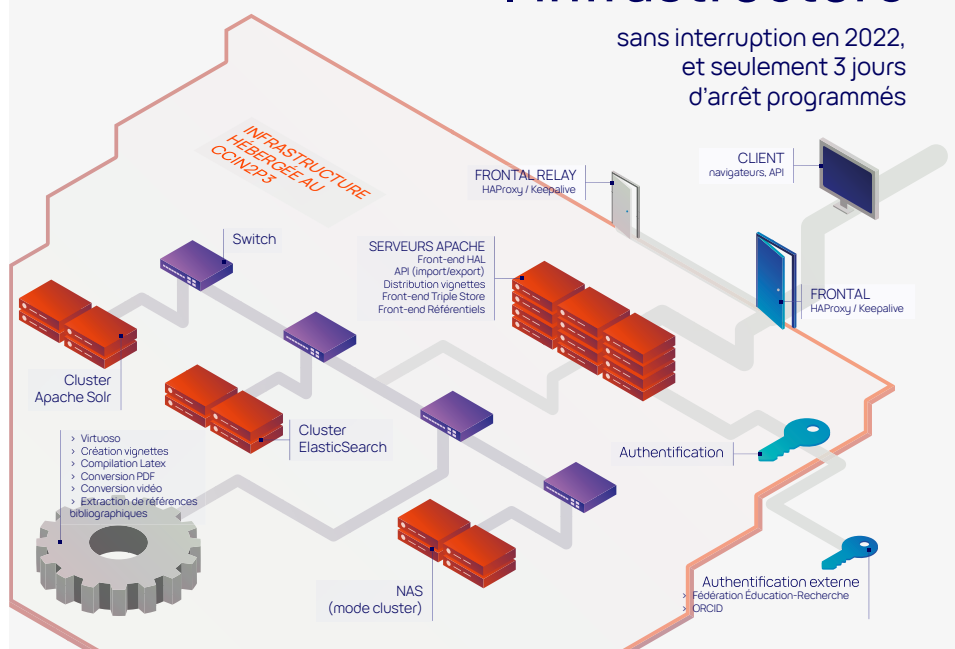 sans interruption en 2022,
et seulement 3 jours
d'arrêt programmés
INFRASTRUCTURE
HÉBERGÉE AU
CCIN2P3
CLIENT
navigateurs, API
FRONTAL RELAY
HAProxy / Keepalive
Switch
SERVEURS APACHE
Front-end HAL
API (import/export)
Distribution vignettes
Front-end Triple Store
Front-end Référentiels
FRONTAL
HAProxy / Keepalive
Cluster
Apache Solr
Cluster
ElasticSearch
> Virtuoso
> Création vignettes
> Compilation Latex
> Conversion PDF
> Conversion vidéo
> Extraction de références
bibliographiques
Authentification
NAS
(mode cluster)
Authentification externe
> Fédération Éducation-Recherche
> ORCID